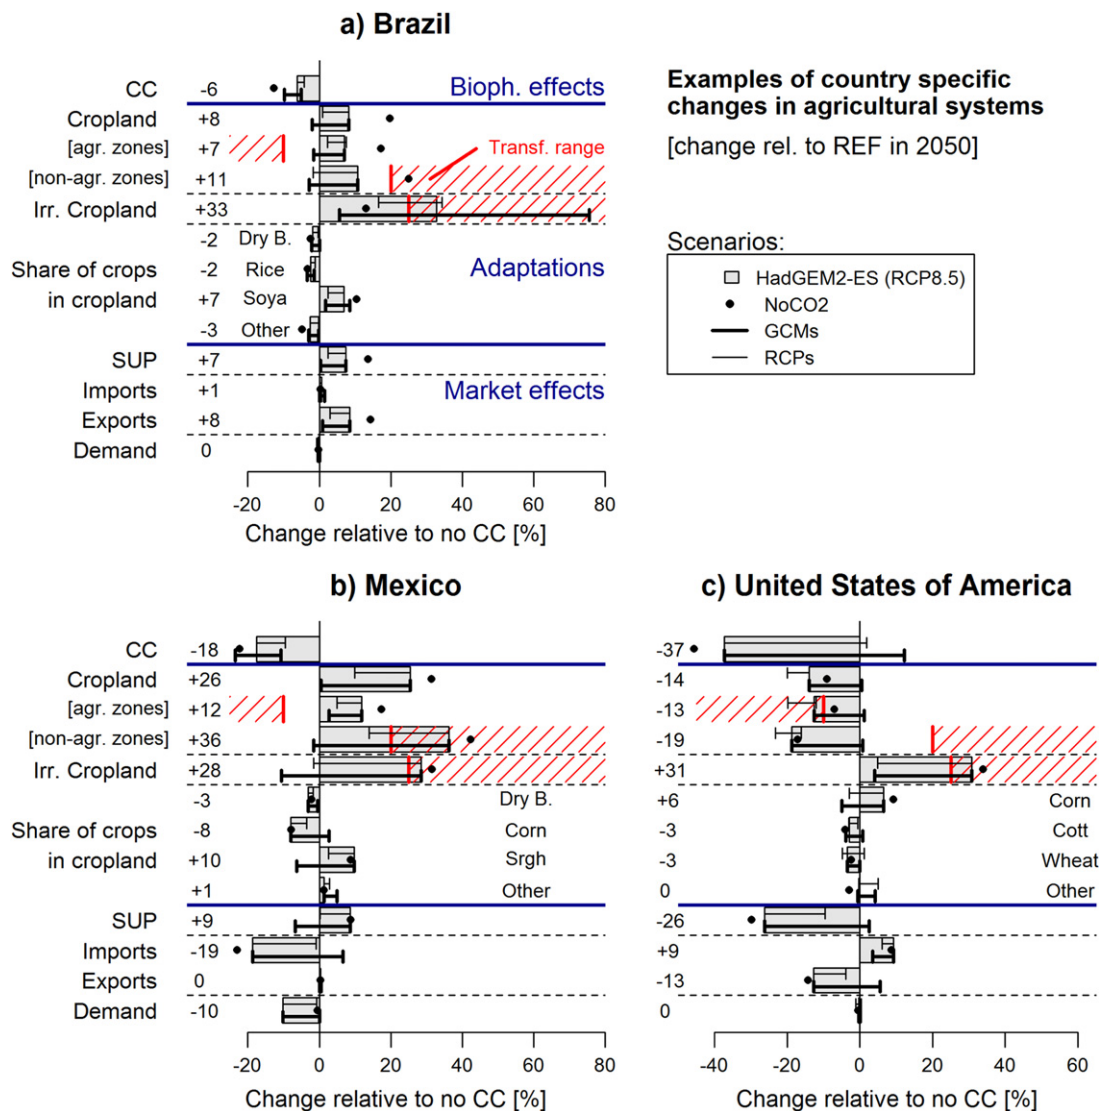 a) Brazil
CC -6 Bioph. effects
Cropland +8
[agr. zones] +7 Transf. range
[non-agr. zones] +11
Irr. Cropland +33
-2 Dry B.
Share of crops -2 Rice Adaptations
in cropland +7 Soya
-3 Other
SUP +7
Imports +1 Market effects
Exports +8
Demand 0
-20 0 20 40 60 80
Change relative to no CC [%]
Examples of country specific
changes in agricultural systems
[change rel. to REF in 2050]
Scenarios:
HadGEM2-ES (RCP8.5)
NoCO2
GCMs
RCPs
b) Mexico
CC -18
Cropland +26
[agr. zones] +12
[non-agr. zones] +36
Irr. Cropland +28
-3 Dry B.
Share of crops -8 Corn
in cropland +10 Srgh
+1 Other
SUP +9
Imports -19
Exports 0
Demand -10
-20 0 20 40 60 80
Change relative to no CC [%]
c) United States of America
-37
-14
-13
-19
+31
+6 Corn
-3 Cott
-3 Wheat
0 Other
-26
+9
-13
0
-40 -20 0 20 40 60
Change relative to no CC [%]